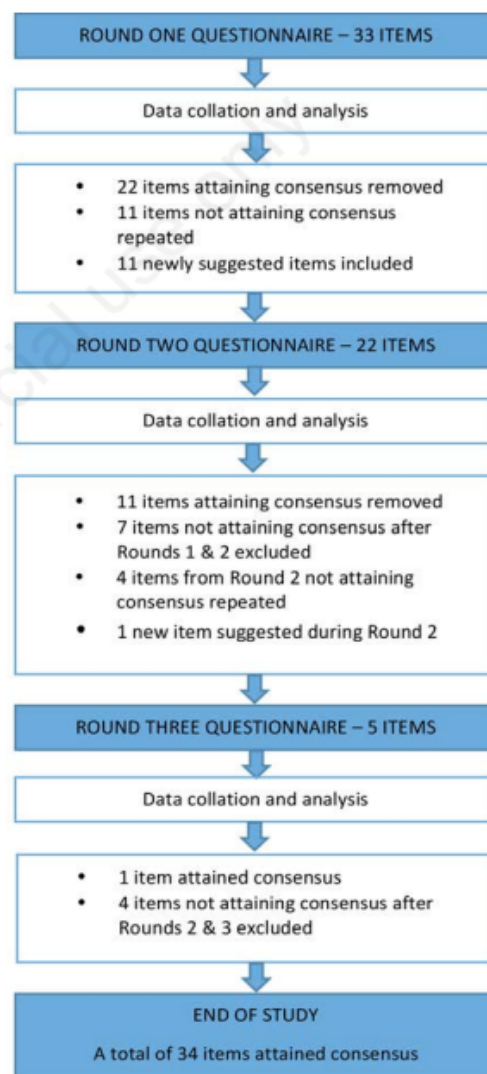 ROUND ONE QUESTIONNAIRE – 33 ITEMS
Data collation and analysis
• 22 items attaining consensus removed
• 11 items not attaining consensus
repeated
• 11 newly suggested items included
ROUND TWO QUESTIONNAIRE – 22 ITEMS
Data collation and analysis
• 11 items attaining consensus removed
• 7 items not attaining consensus after
Rounds 1 & 2 excluded
• 4 items from Round 2 not attaining
consensus repeated
• 1 new item suggested during Round 2
ROUND THREE QUESTIONNAIRE – 5 ITEMS
Data collation and analysis
• 1 item attained consensus
• 4 items not attaining consensus after
Rounds 2 & 3 excluded
END OF STUDY
A total of 34 items attained consensus
use only